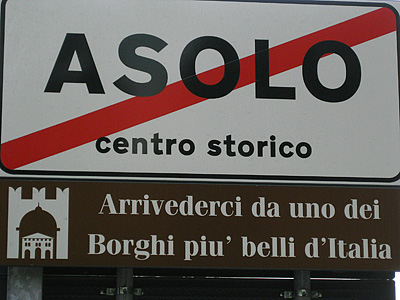 ASOLO
centro storico
Arrivederci da uno dei
Borghi piu' belli d'Italia